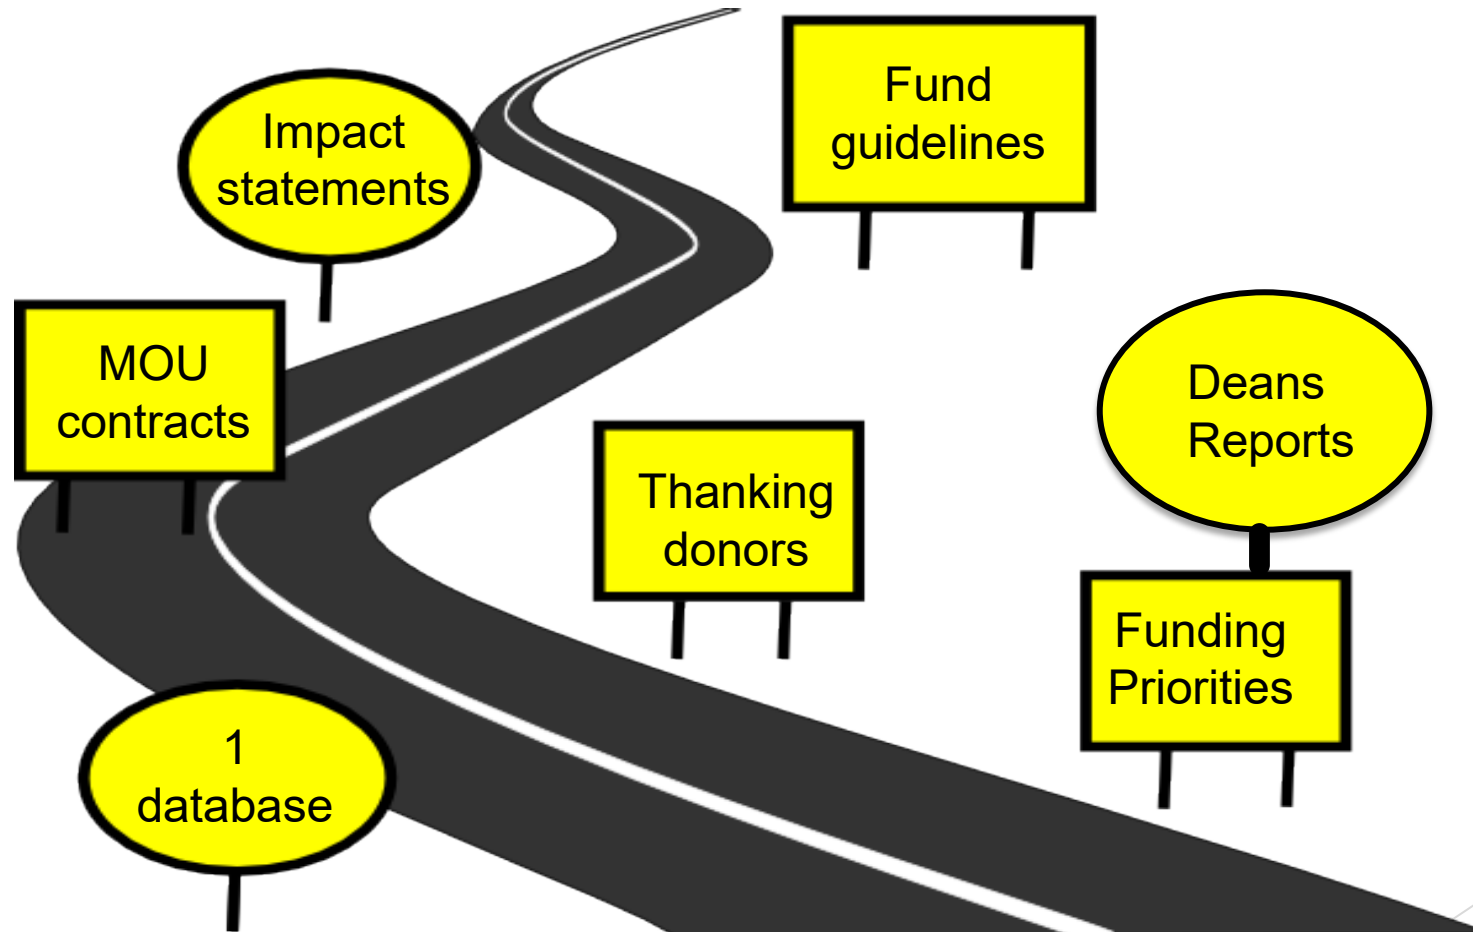 Fund
guidelines
Impact
statements
MOU
contracts
Deans
Reports
Thanking
donors
Funding
Priorities
1
database